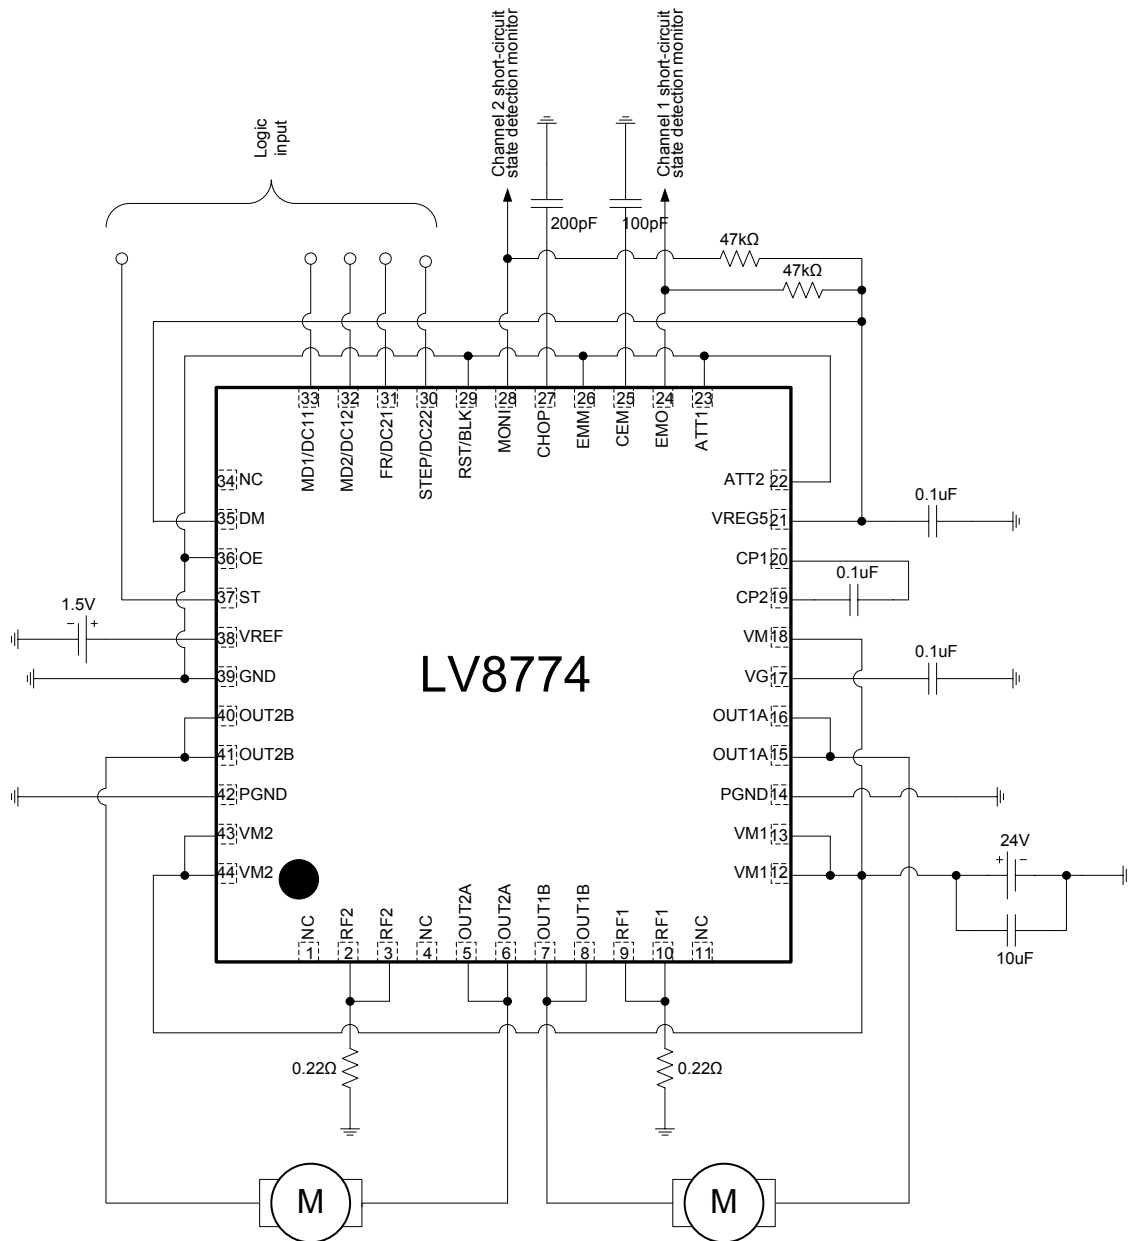 Channel 2 short-circuit
state detection monitor
Channel 1 short-circuit
state detection monitor
Logic
input
200pF
100pF
47kΩ
47kΩ
33
32
31
30
29
28
27
26
25
24
23
MD1/DC11
MD2/DC12
FR/DC21
STEP/DC22
RST/BLK
MONI
CHOP
EMM
CEM
EMO
ATT1
34 NC
ATT2 22
0.1uF
35 DM
VREG5 21
36 OE
CP1 20
0.1uF
37 ST
CP2 19
1.5V
− +
38 VREF
VM 18
0.1uF
39 GND
VG 17
LV8774
40 OUT2B
OUT1A 16
41 OUT2B
OUT1A 15
42 PGND
PGND 14
43 VM2
VM1 13
24V
+ −
44 VM2
VM1 12
10uF
NC
RF2
RF2
NC
OUT2A
OUT2A
OUT1B
OUT1B
RF1
RF1
NC
1
2
3
4
5
6
7
8
9
10
11
0.22Ω
0.22Ω
M
M